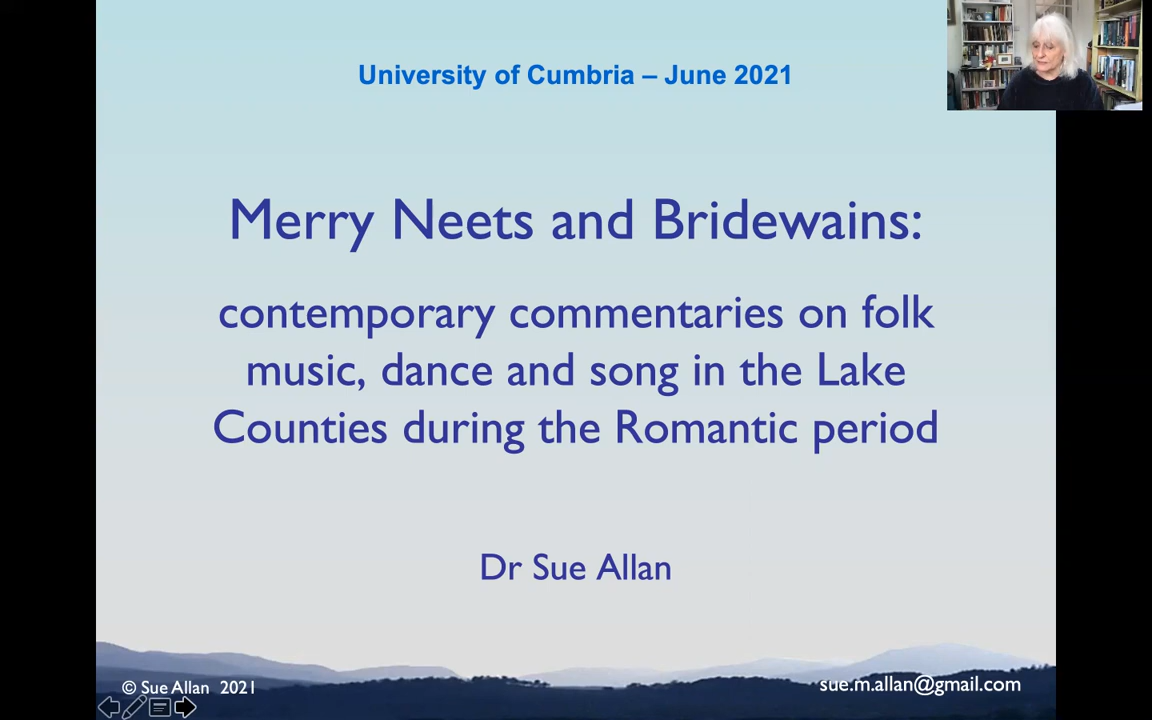 University of Cumbria – June 2021
Merry Neets and Bridewains:
contemporary commentaries on folk
music, dance and song in the Lake
Counties during the Romantic period
Dr Sue Allan
© Sue Allan 2021
sue.m.allan@gmail.com